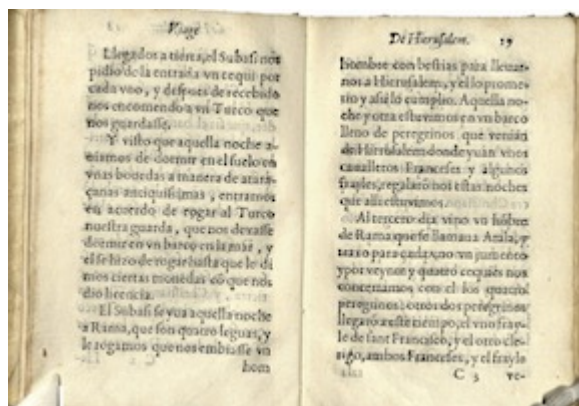 Viage
Llegados a tierra, el Subasi nos
pidio de la entrada vn cequi por
cada vno, y despues de recebido
nos encomendo a vn Turco que
nos guardasse.
Y visto que aquella noche a-
uiamos de dormir en el suelo en
vnas bouedas a manera de atara-
çanas antiquissimas, entramos
en acuerdo de rogar al Turco
nuestra guarda, que nos dexasse
dormir en vn barco en la mar, y
el se hizo de rogar hasta que le di
mos ciertas monedas cō que nos
dio licencia.
El Subasi se yua aquella noche
a Rama, que son quatro leguas, y
le rogamos que nos embiasse vn
hom
De Hierusalem. 19
hombre con bestias para lleuar-
nos a Hierusalem, y el lo prome-
tio y assi lo cumplio. Aquella no-
che y otra estuuimos en vn barco
lleno de peregrinos que venian
de Hierusalem donde yuan vnos
caualleros Franceses y algunos
frayles, regalarō nos estas noches
que alli estuuimos.
Al tercero dia vino vn hōbre
de Rama que se llamaua Atala, y
traxo para cada vno vn jumento
y por veynte y quatro cequies nos
concertamos con el los quatro
peregrinos: otros dos peregrinos
llegarō a este tiempo, el vno fray-
le de sant Francisco, y el otro cle-
rigo, ambos Franceses, y el frayle
C 3 ve-